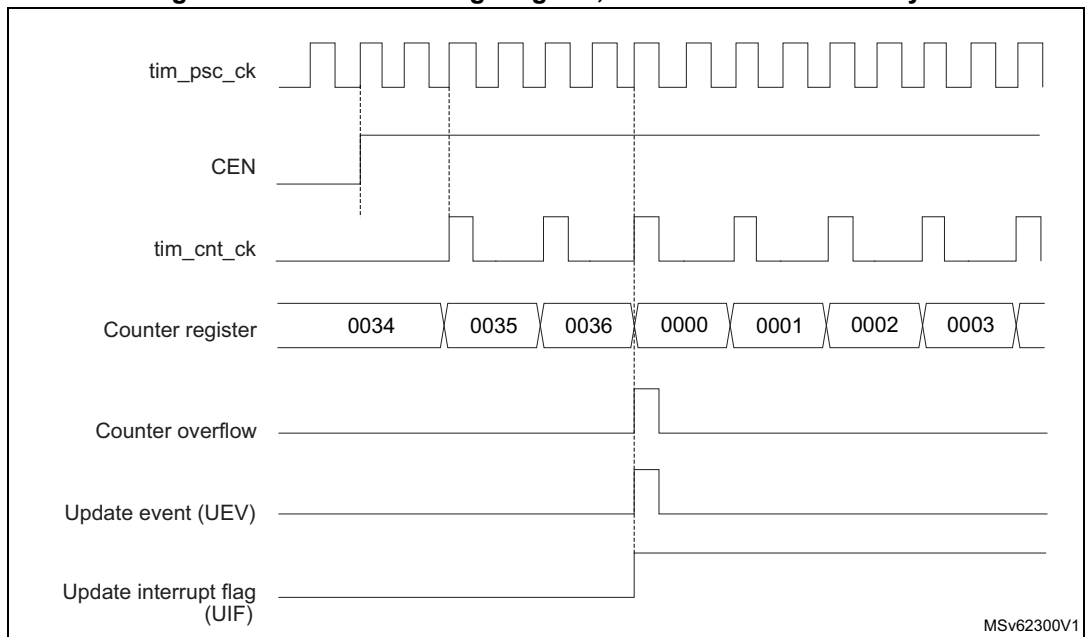 tim_psc_ck
CEN
tim_cnt_ck
Counter register 0034 0035 0036 0000 0001 0002 0003
Counter overflow
Update event (UEV)
Update interrupt flag
(UIF)
MSv62300V1